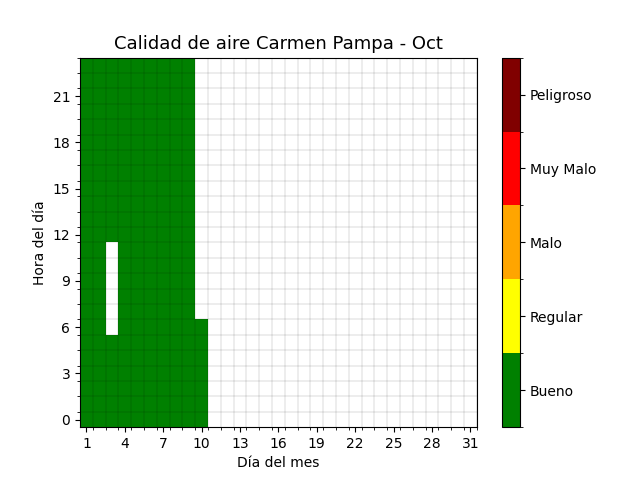 Calidad de aire Carmen Pampa - Oct
Hora del día
21
18
15
12
9
6
3
0
1 4 7 10 13 16 19 22 25 28 31
Día del mes
Peligroso
Muy Malo
Malo
Regular
Bueno